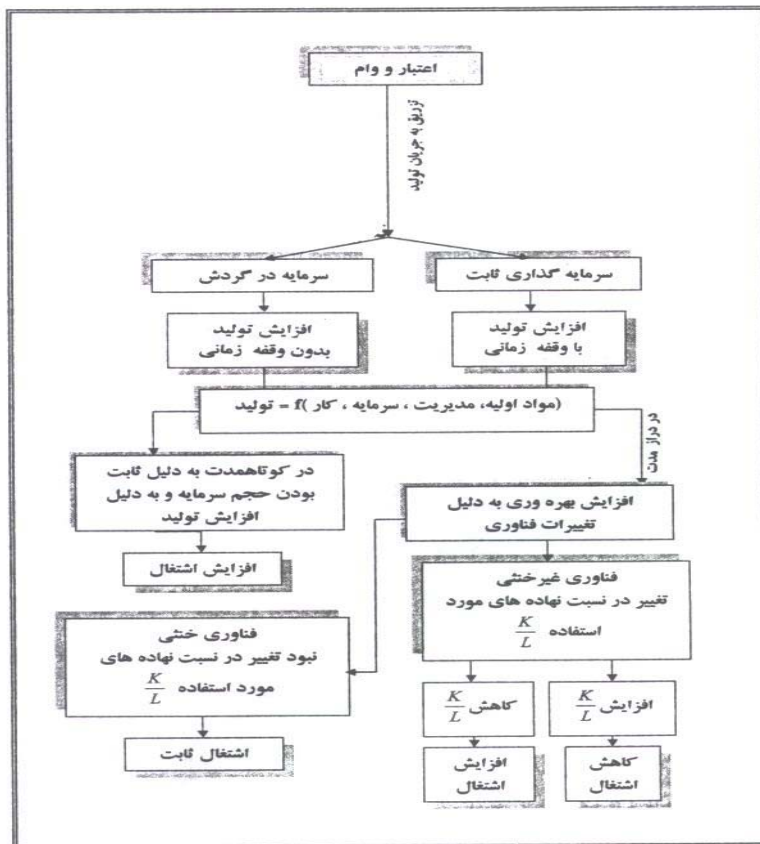 اعتبار و وام
تزریق به جریان تولید
سرمایه گذاری ثابت
سرمایه در گردش
افزایش تولید
با وقفه زمانی
افزایش تولید
بدون وقفه زمانی
(مواد اولیه، مدیریت ، سرمایه ، کار )f = تولید
در دراز مدت
در کوتاهمدت به دلیل ثابت
بودن حجم سرمایه و به دلیل
افزایش تولید
افزایش بهره وری به دلیل
تغییرات فناوری
افزایش اشتغال
فناوری غیرخنثی
تغییر در نسبت نهاده های مورد
استفاده K/L
فناوری خنثی
نبود تغییر در نسبت نهاده های
مورد استفاده K/L
افزایش K/L
کاهش K/L
اشتغال ثابت
کاهش
اشتغال
افزایش
اشتغال